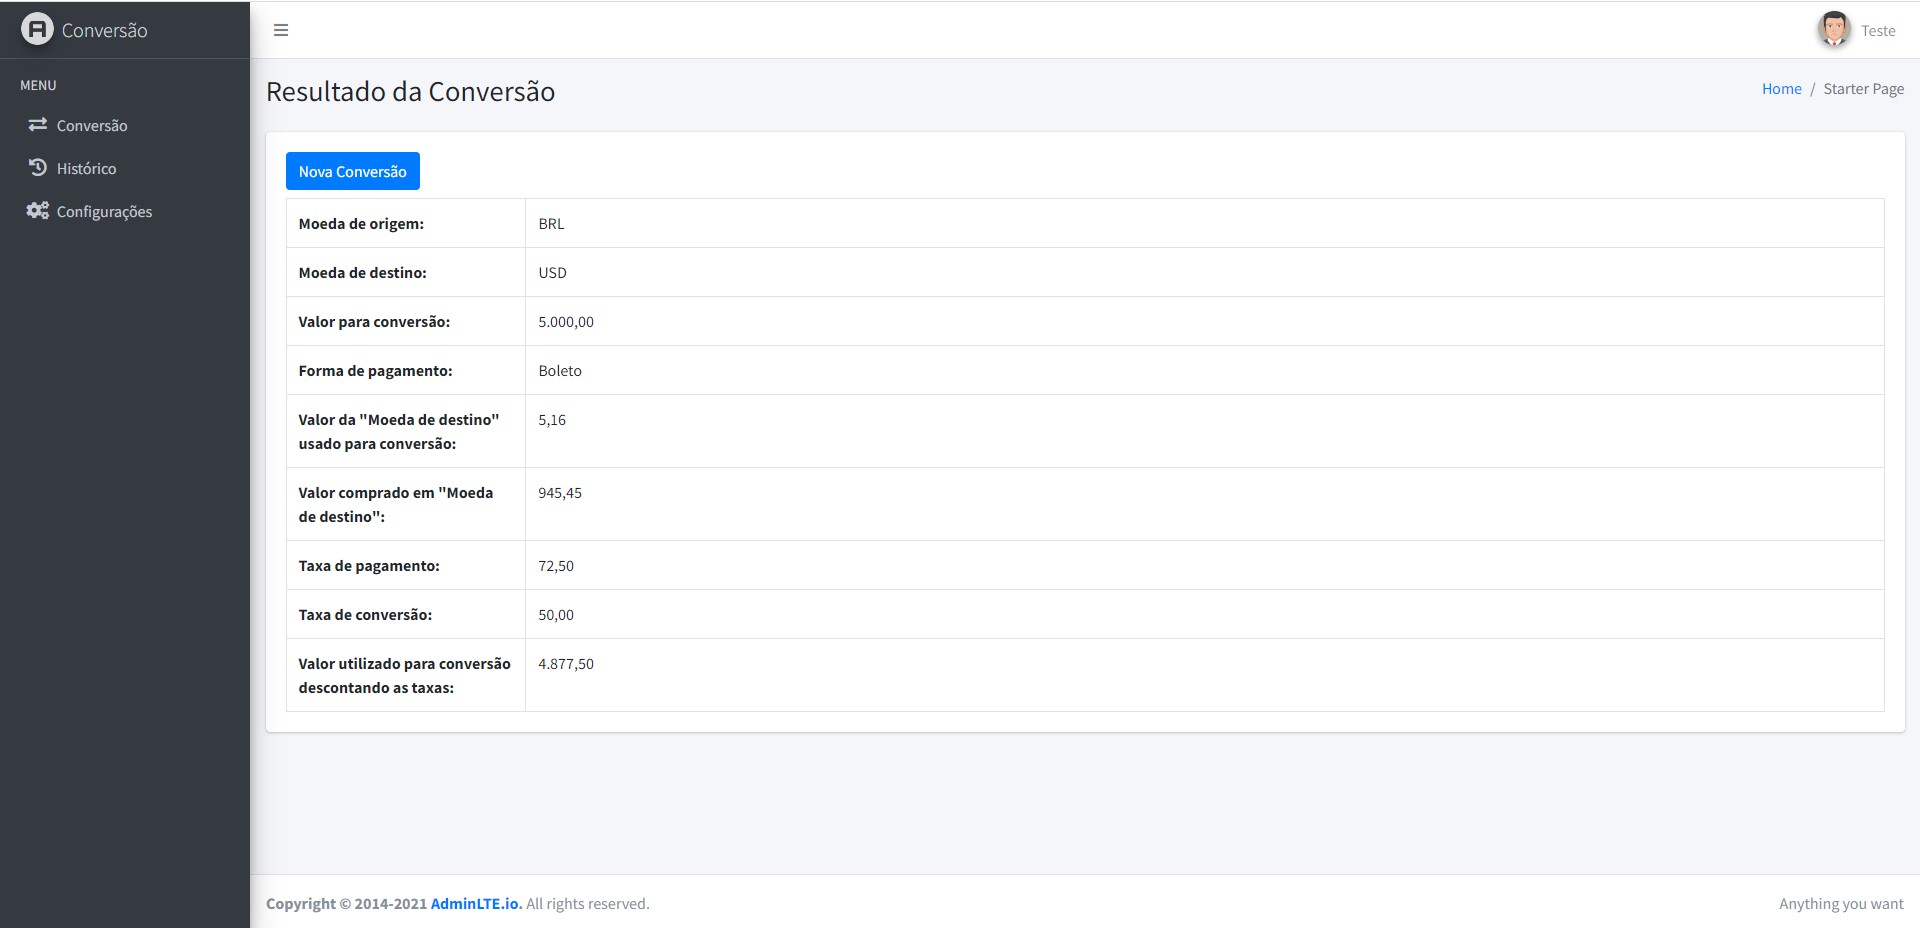 Conversão
Teste
MENU
Conversão
Histórico
Configurações
Resultado da Conversão
Home / Starter Page
Nova Conversão
Moeda de origem: BRL
Moeda de destino: USD
Valor para conversão: 5.000,00
Forma de pagamento: Boleto
Valor da "Moeda de destino" 5,16
usado para conversão:
Valor comprado em "Moeda 945,45
de destino":
Taxa de pagamento: 72,50
Taxa de conversão: 50,00
Valor utilizado para conversão 4.877,50
descontando as taxas:
Copyright © 2014-2021 AdminLTE.io. All rights reserved.
Anything you want